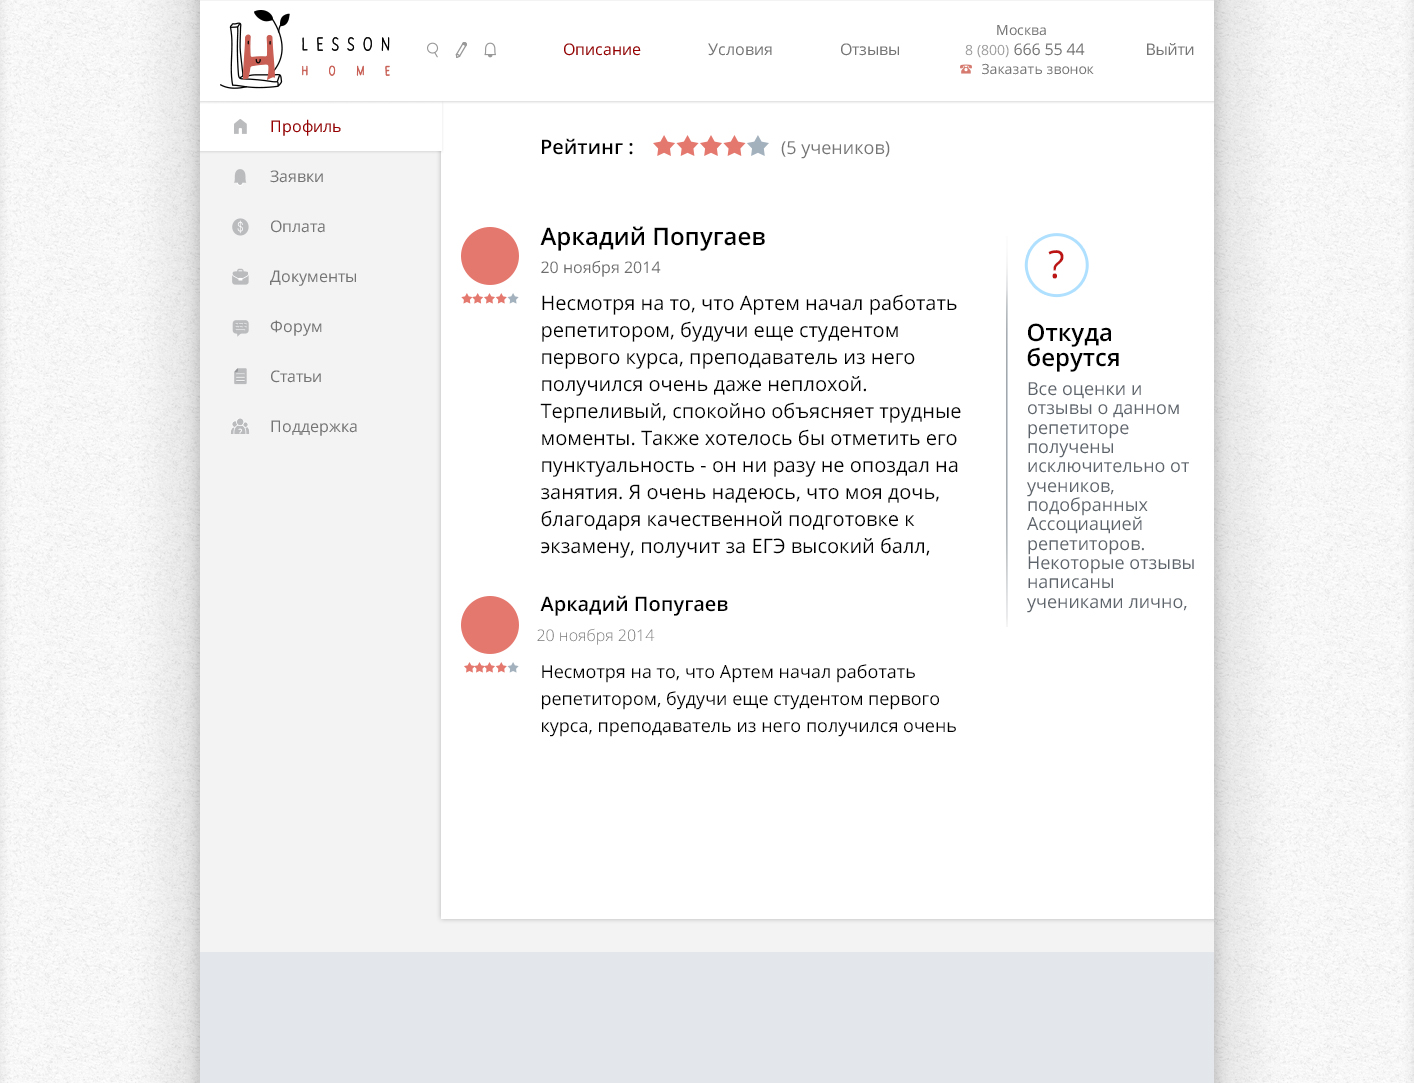 LESSON
HOME
Описание
Условия
Отзывы
Москва
8 (800) 666 55 44
Заказать звонок
Выйти
Профиль
Заявки
Оплата
Документы
Форум
Статьи
Поддержка
Рейтинг :
(5 учеников)
Аркадий Попугаев
20 ноября 2014
Несмотря на то, что Артем начал работать
репетитором, будучи еще студентом
первого курса, преподаватель из него
получился очень даже неплохой.
Терпеливый, спокойно объясняет трудные
моменты. Также хотелось бы отметить его
пунктуальность - он ни разу не опоздал на
занятия. Я очень надеюсь, что моя дочь,
благодаря качественной подготовке к
экзамену, получит за ЕГЭ высокий балл,
Аркадий Попугаев
20 ноября 2014
Несмотря на то, что Артем начал работать
репетитором, будучи еще студентом первого
курса, преподаватель из него получился очень
?
Откуда
берутся
Все оценки и
отзывы о данном
репетиторе
получены
исключительно от
учеников,
подобранных
Ассоциацией
репетиторов.
Некоторые отзывы
написаны
учениками лично,